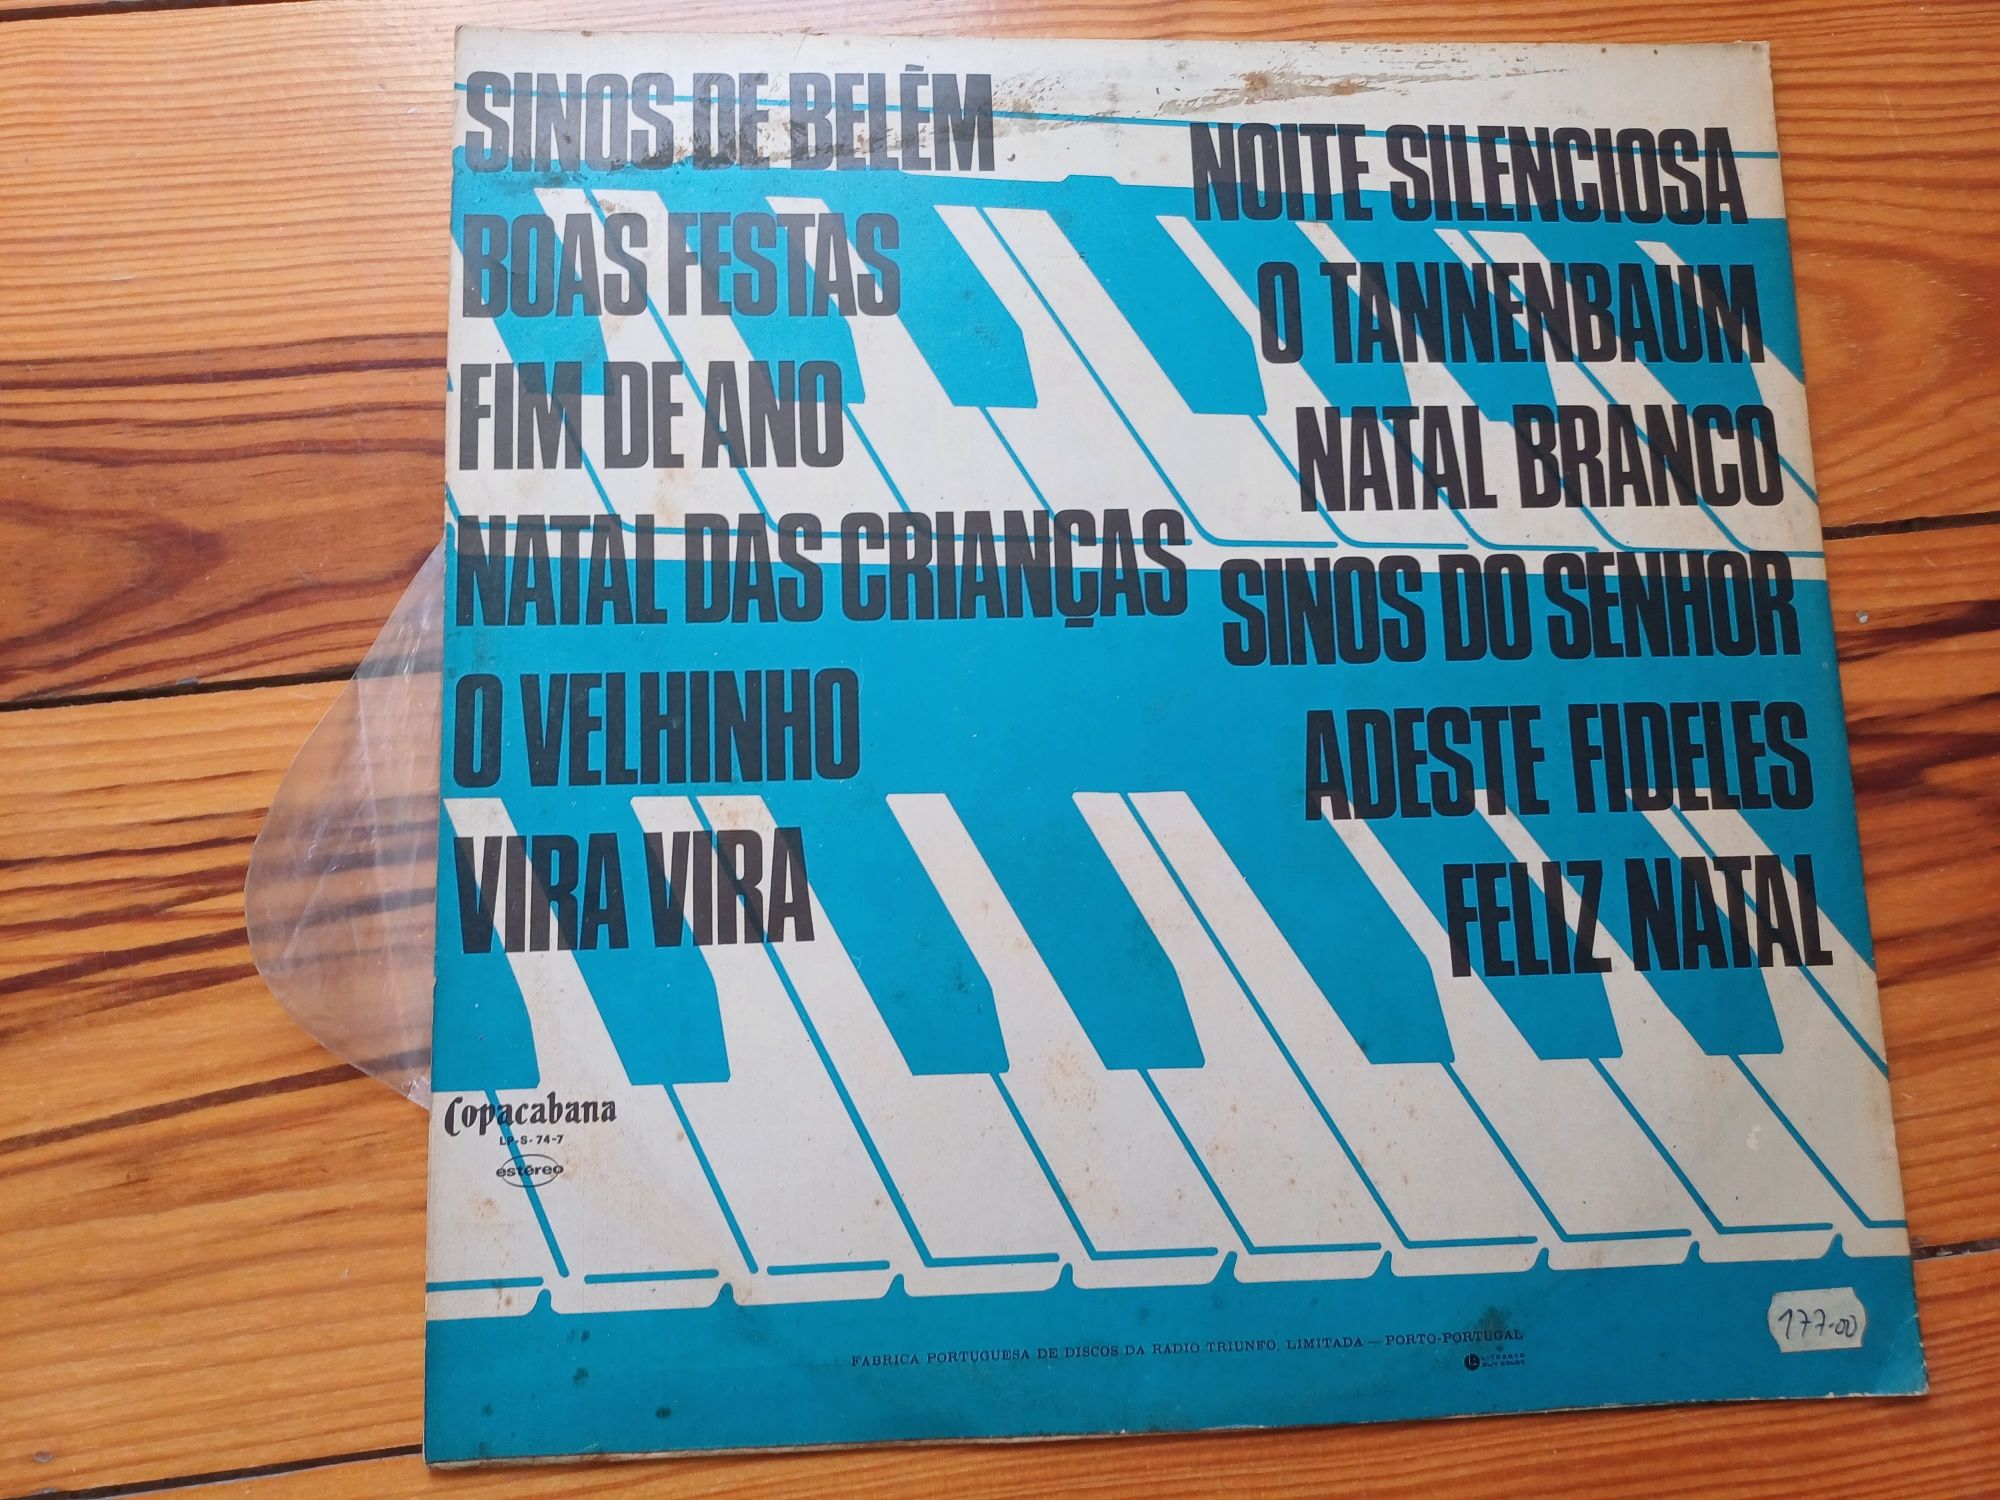 SINOS DE BELÉM
BOAS FESTAS
FIM DE ANO
NATAL DAS CRIANÇAS
O VELHINHO
VIRA VIRA
NOITE SILENCIOSA
O TANNENBAUM
NATAL BRANCO
SINOS DO SENHOR
ADESTE FIDELES
FELIZ NATAL
Copacabana
LP-S-74-7
estéreo
FABRICA PORTUGUESA DE DISCOS DA RADIO TRIUNFO, LIMITADA — PORTO-PORTUGAL
177.00